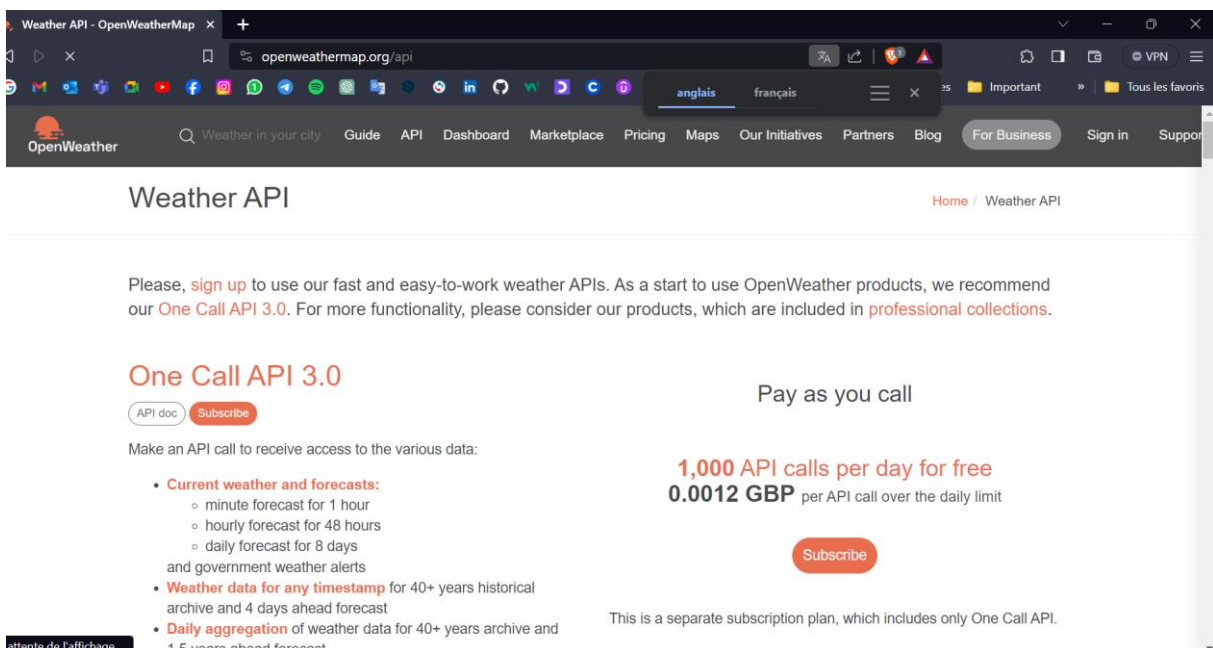 Weather API - OpenWeatherMap
openweathermap.org/api
VPN
anglais français
es Important » Tous les favoris
OpenWeather
Weather in your city Guide API Dashboard Marketplace Pricing Maps Our Initiatives Partners Blog For Business Sign in Suppor
Weather API
Home / Weather API
Please, sign up to use our fast and easy-to-work weather APIs. As a start to use OpenWeather products, we recommend
our One Call API 3.0. For more functionality, please consider our products, which are included in professional collections.
One Call API 3.0
API doc Subscribe
Make an API call to receive access to the various data:
• Current weather and forecasts:
◦ minute forecast for 1 hour
◦ hourly forecast for 48 hours
◦ daily forecast for 8 days
and government weather alerts
• Weather data for any timestamp for 40+ years historical
archive and 4 days ahead forecast
• Daily aggregation of weather data for 40+ years archive and
1.5 years ahead forecast
Pay as you call
1,000 API calls per day for free
0.0012 GBP per API call over the daily limit
Subscribe
This is a separate subscription plan, which includes only One Call API.
attente de l'affichage